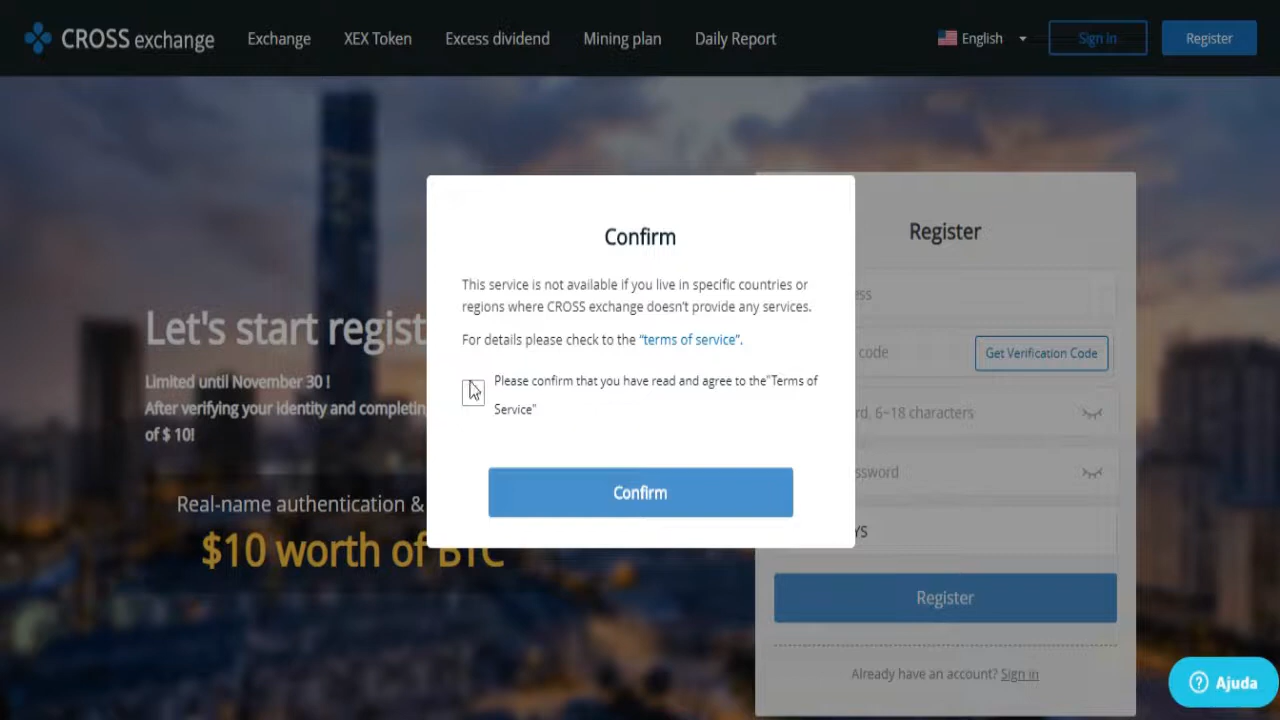 CROSS exchange
Exchange
XEX Token
Excess dividend
Mining plan
Daily Report
English
Sign In
Register
Confirm
This service is not available if you live in specific countries or
regions where CROSS exchange doesn't provide any services.
For details please check to the "terms of service".
Please confirm that you have read and agree to the"Terms of
Service"
Confirm
Let's start regist
Limited until November 30 !
After verifying your identity and completin
of $ 10!
Real-name authentication &
$10 worth of BTC
Register
ess
code
Get Verification Code
rd, 6~18 characters
ssword
YS
Register
Already have an account? Sign in
Ajuda